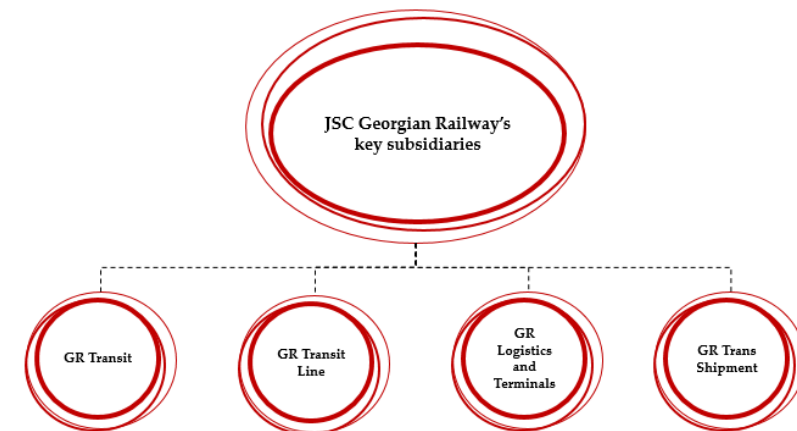 JSC Georgian Railway's
key subsidiaries
GR Transit
GR Transit
Line
GR
Logistics
and
Terminals
GR Trans
Shipment